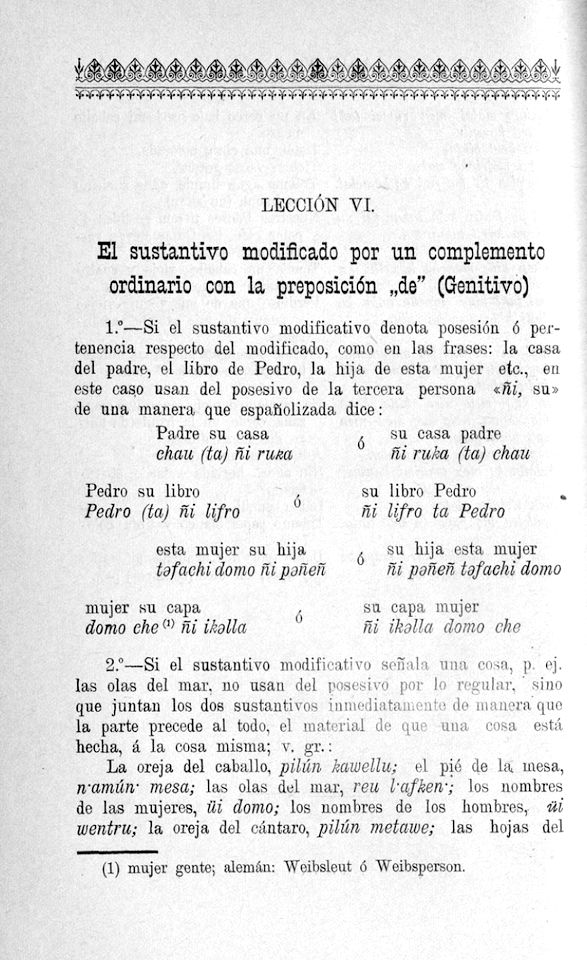 LECCIÓN VI.
El sustantivo modificado por un complemento
ordinario con la preposición „de” (Genitivo)
1.º—Si el sustantivo modificativo denota posesión ó per-
tenencia respecto del modificado, como en las frases: la casa
del padre, el libro de Pedro, la hija de esta mujer etc., en
este caso usan del posesivo de la tercera persona «ñi, su»
de una manera que españolizada dice:
Padre su casa ó su casa padre
chau (ta) ñi ruka ñi ruka (ta) chau
Pedro su libro ó su libro Pedro
Pedro (ta) ñi lifro ñi lifro ta Pedro
esta mujer su hija ó su hija esta mujer
təfachi domo ñi pəñeñ ñi pəñeñ təfachi domo
mujer su capa ó su capa mujer
domo che (1) ñi ikəlla ñi ikəlla domo che
2.º—Si el sustantivo modificativo señala una cosa, p. ej.
las olas del mar, no usan del posesivo por lo regular, sino
que juntan los dos sustantivos inmediatamente de manera que
la parte precede al todo, el material de que una cosa está
hecha, á la cosa misma; v. gr.:
La oreja del caballo, pilún kawellu; el pié de la mesa,
n·amún· mesa; las olas del mar, reu l·afken·; los nombres
de las mujeres, üi domo; los nombres de los hombres, üi
wentru; la oreja del cántaro, pilún metawe; las hojas del
(1) mujer gente; alemán: Weibsleut ó Weibsperson.